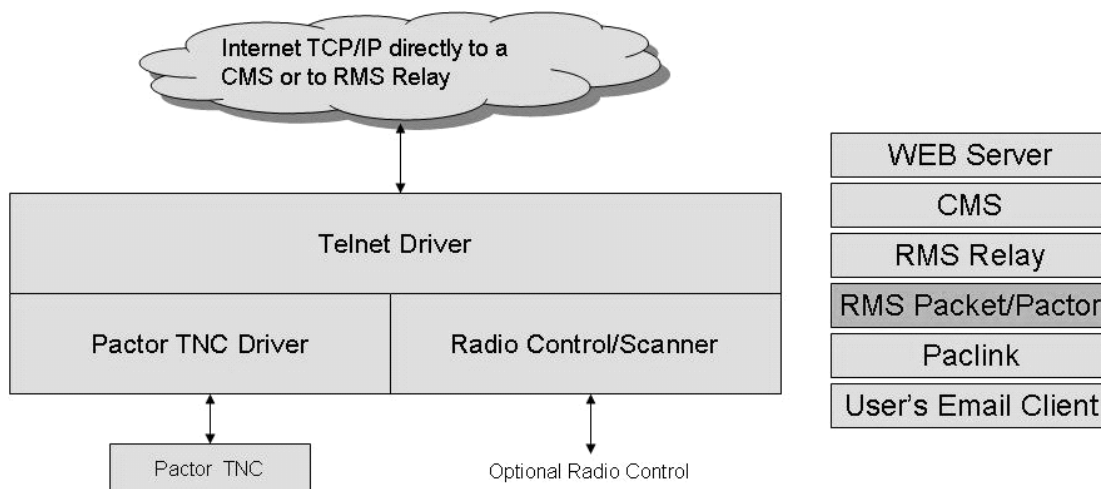 Internet TCP/IP directly to a
CMS or to RMS Relay
Telnet Driver
Pactor TNC Driver
Radio Control/Scanner
Pactor TNC
Optional Radio Control
WEB Server
CMS
RMS Relay
RMS Packet/Pactor
Paclink
User's Email Client